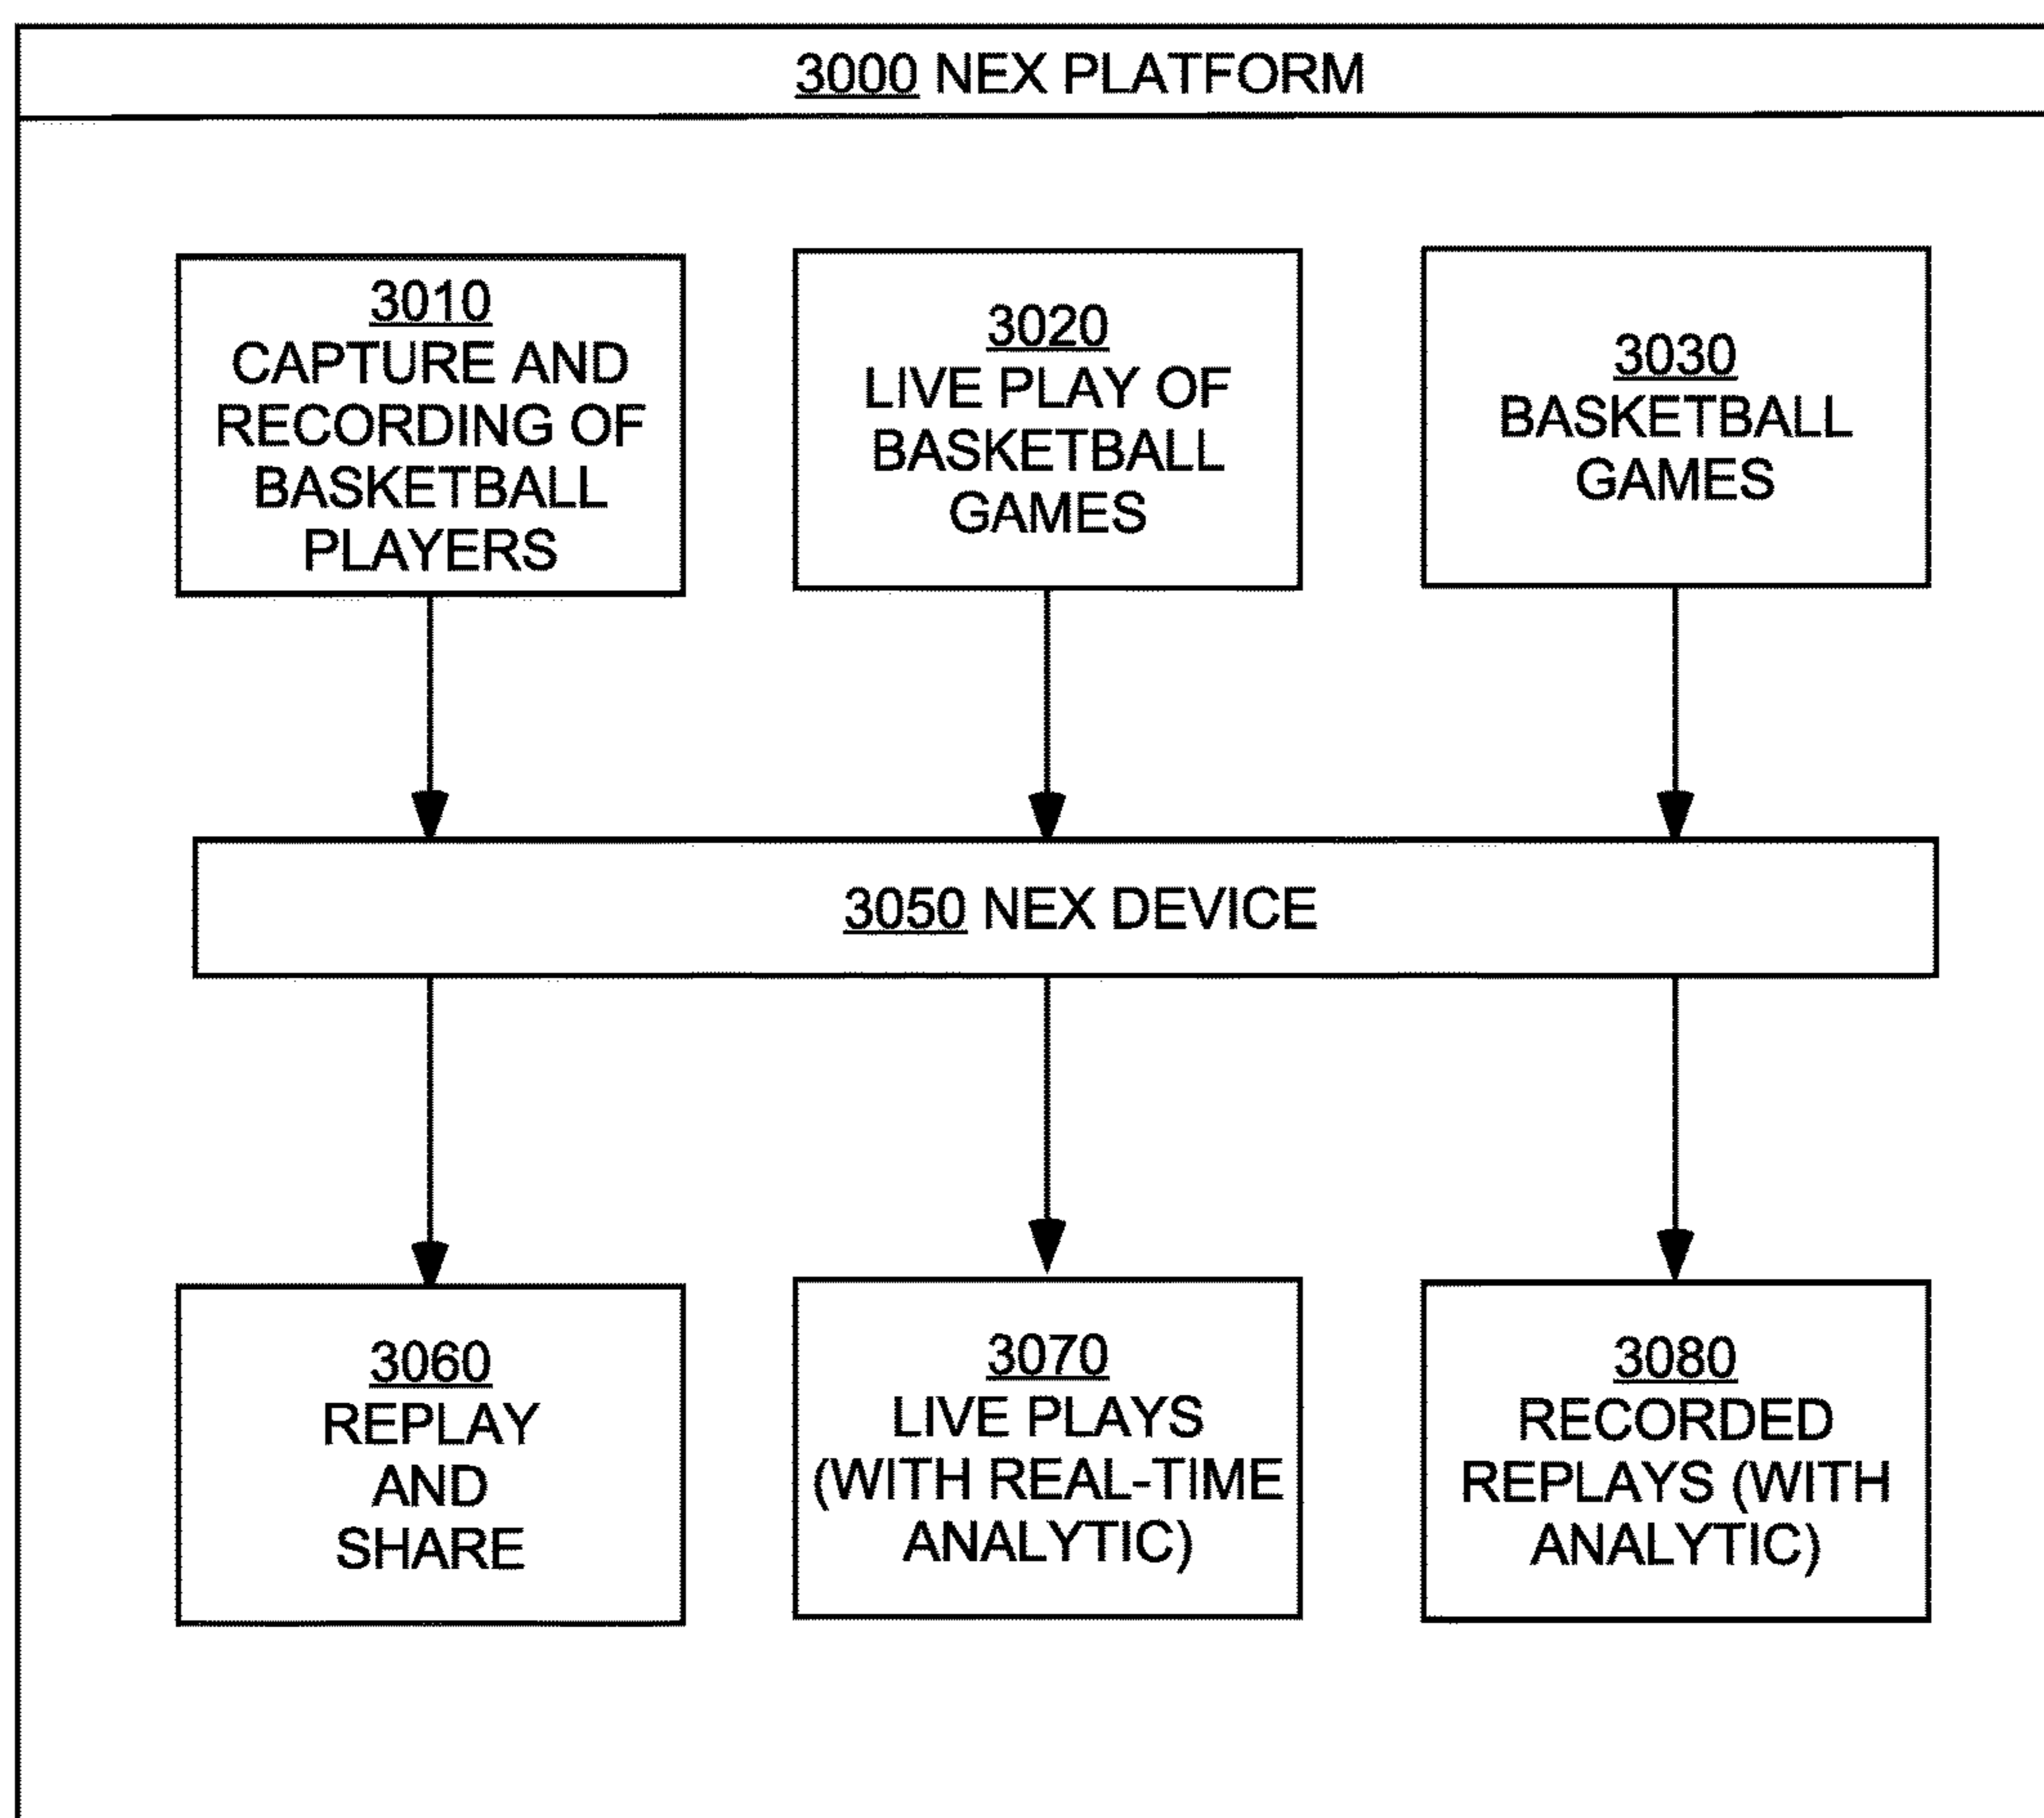 3000 NEX PLATFORM
3010
CAPTURE AND
RECORDING OF
BASKETBALL
PLAYERS
3020
LIVE PLAY OF
BASKETBALL
GAMES
3030
BASKETBALL
GAMES
3050 NEX DEVICE
3060
REPLAY
AND
SHARE
3070
LIVE PLAYS
(WITH REAL-TIME
ANALYTIC)
3080
RECORDED
REPLAYS (WITH
ANALYTIC)